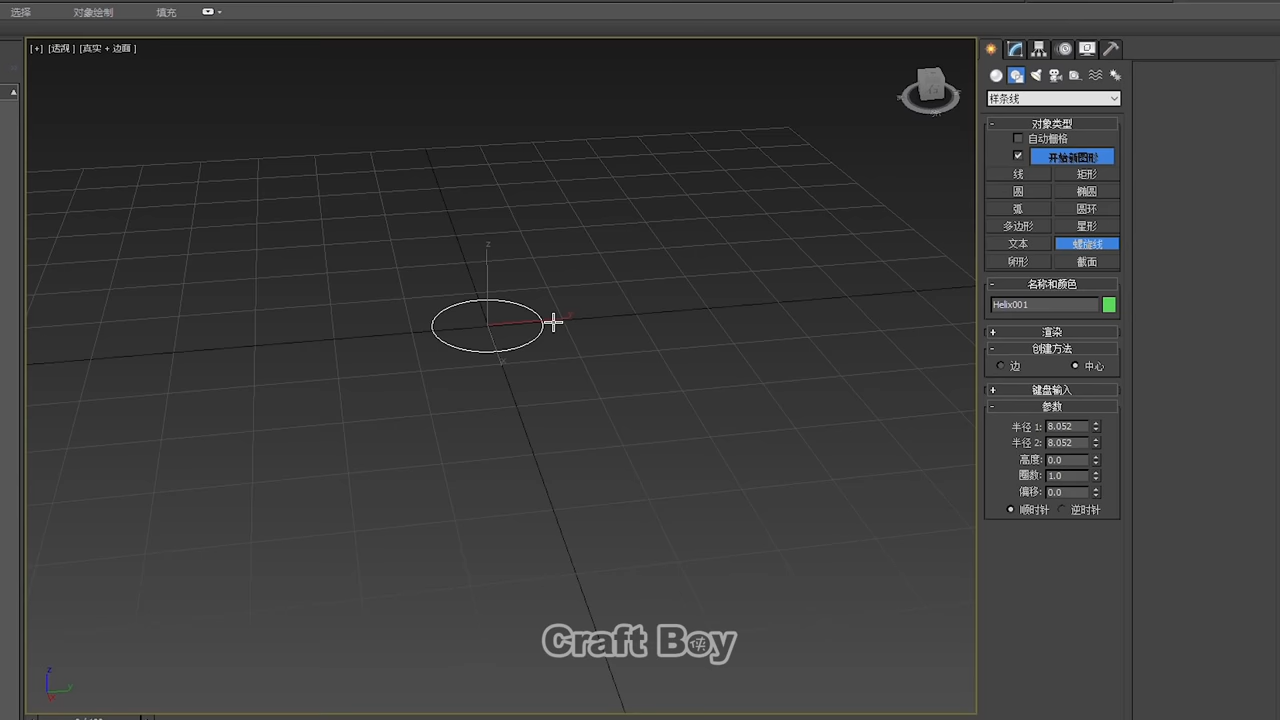 选择 对象绘制 填充
[+] [透视] [真实 + 边面]
样条线
对象类型
自动栅格
开始新图形
线 矩形
圆 椭圆
弧 圆环
多边形 星形
文本 螺旋线
卵形 截面
名称和颜色
Helix001
渲染
创建方法
边 中心
键盘输入
参数
半径 1: 8.052
半径 2: 8.052
高度: 0.0
圈数: 1.0
偏移: 0.0
顺时针 逆时针
z
Craft Boy
侠
z
y
x